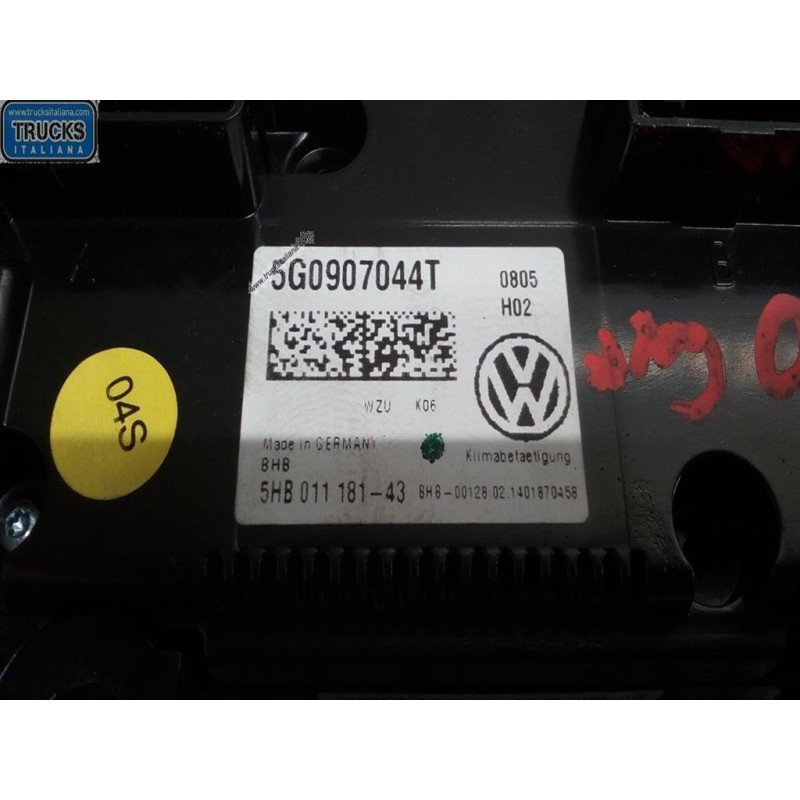 www.trucksitaliana.com
TRUCKS
ITALIANA
5G0907044T
0805
H02
WZU K06
Made in GERMANY
BHB
Klimabetaetigung
5HB 011 181-43
BHB-00128.02.1401870458
04S